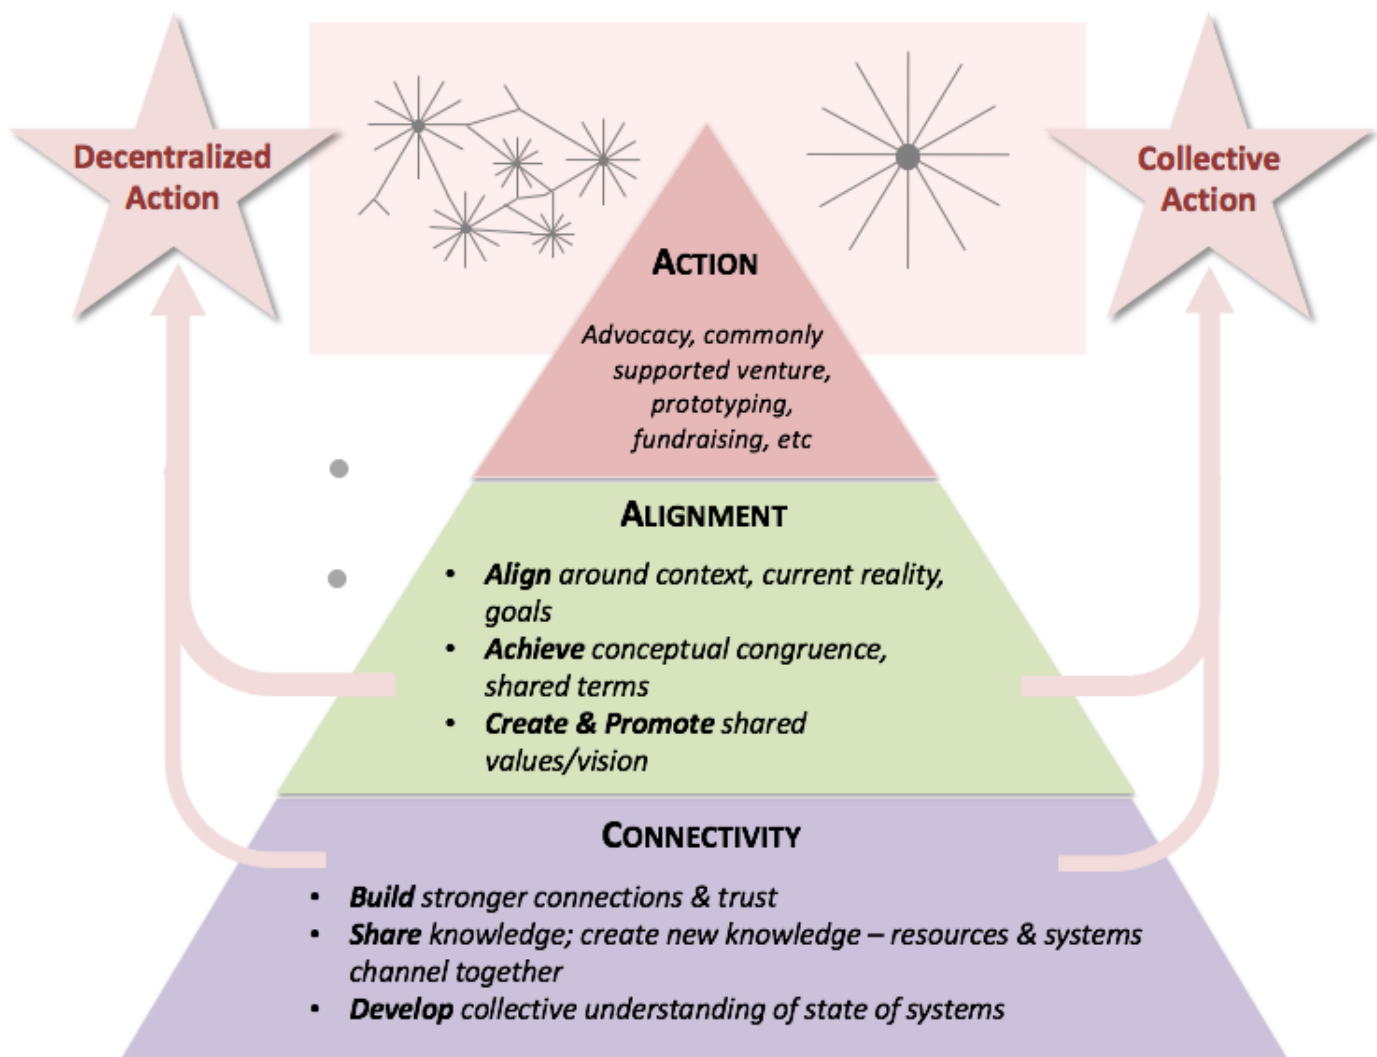 Decentralized
Action
Collective
Action
ACTION
Advocacy, commonly
supported venture,
prototyping,
fundraising, etc
ALIGNMENT
• Align around context, current reality,
goals
• Achieve conceptual congruence,
shared terms
• Create & Promote shared
values/vision
CONNECTIVITY
• Build stronger connections & trust
• Share knowledge; create new knowledge – resources & systems
channel together
• Develop collective understanding of state of systems